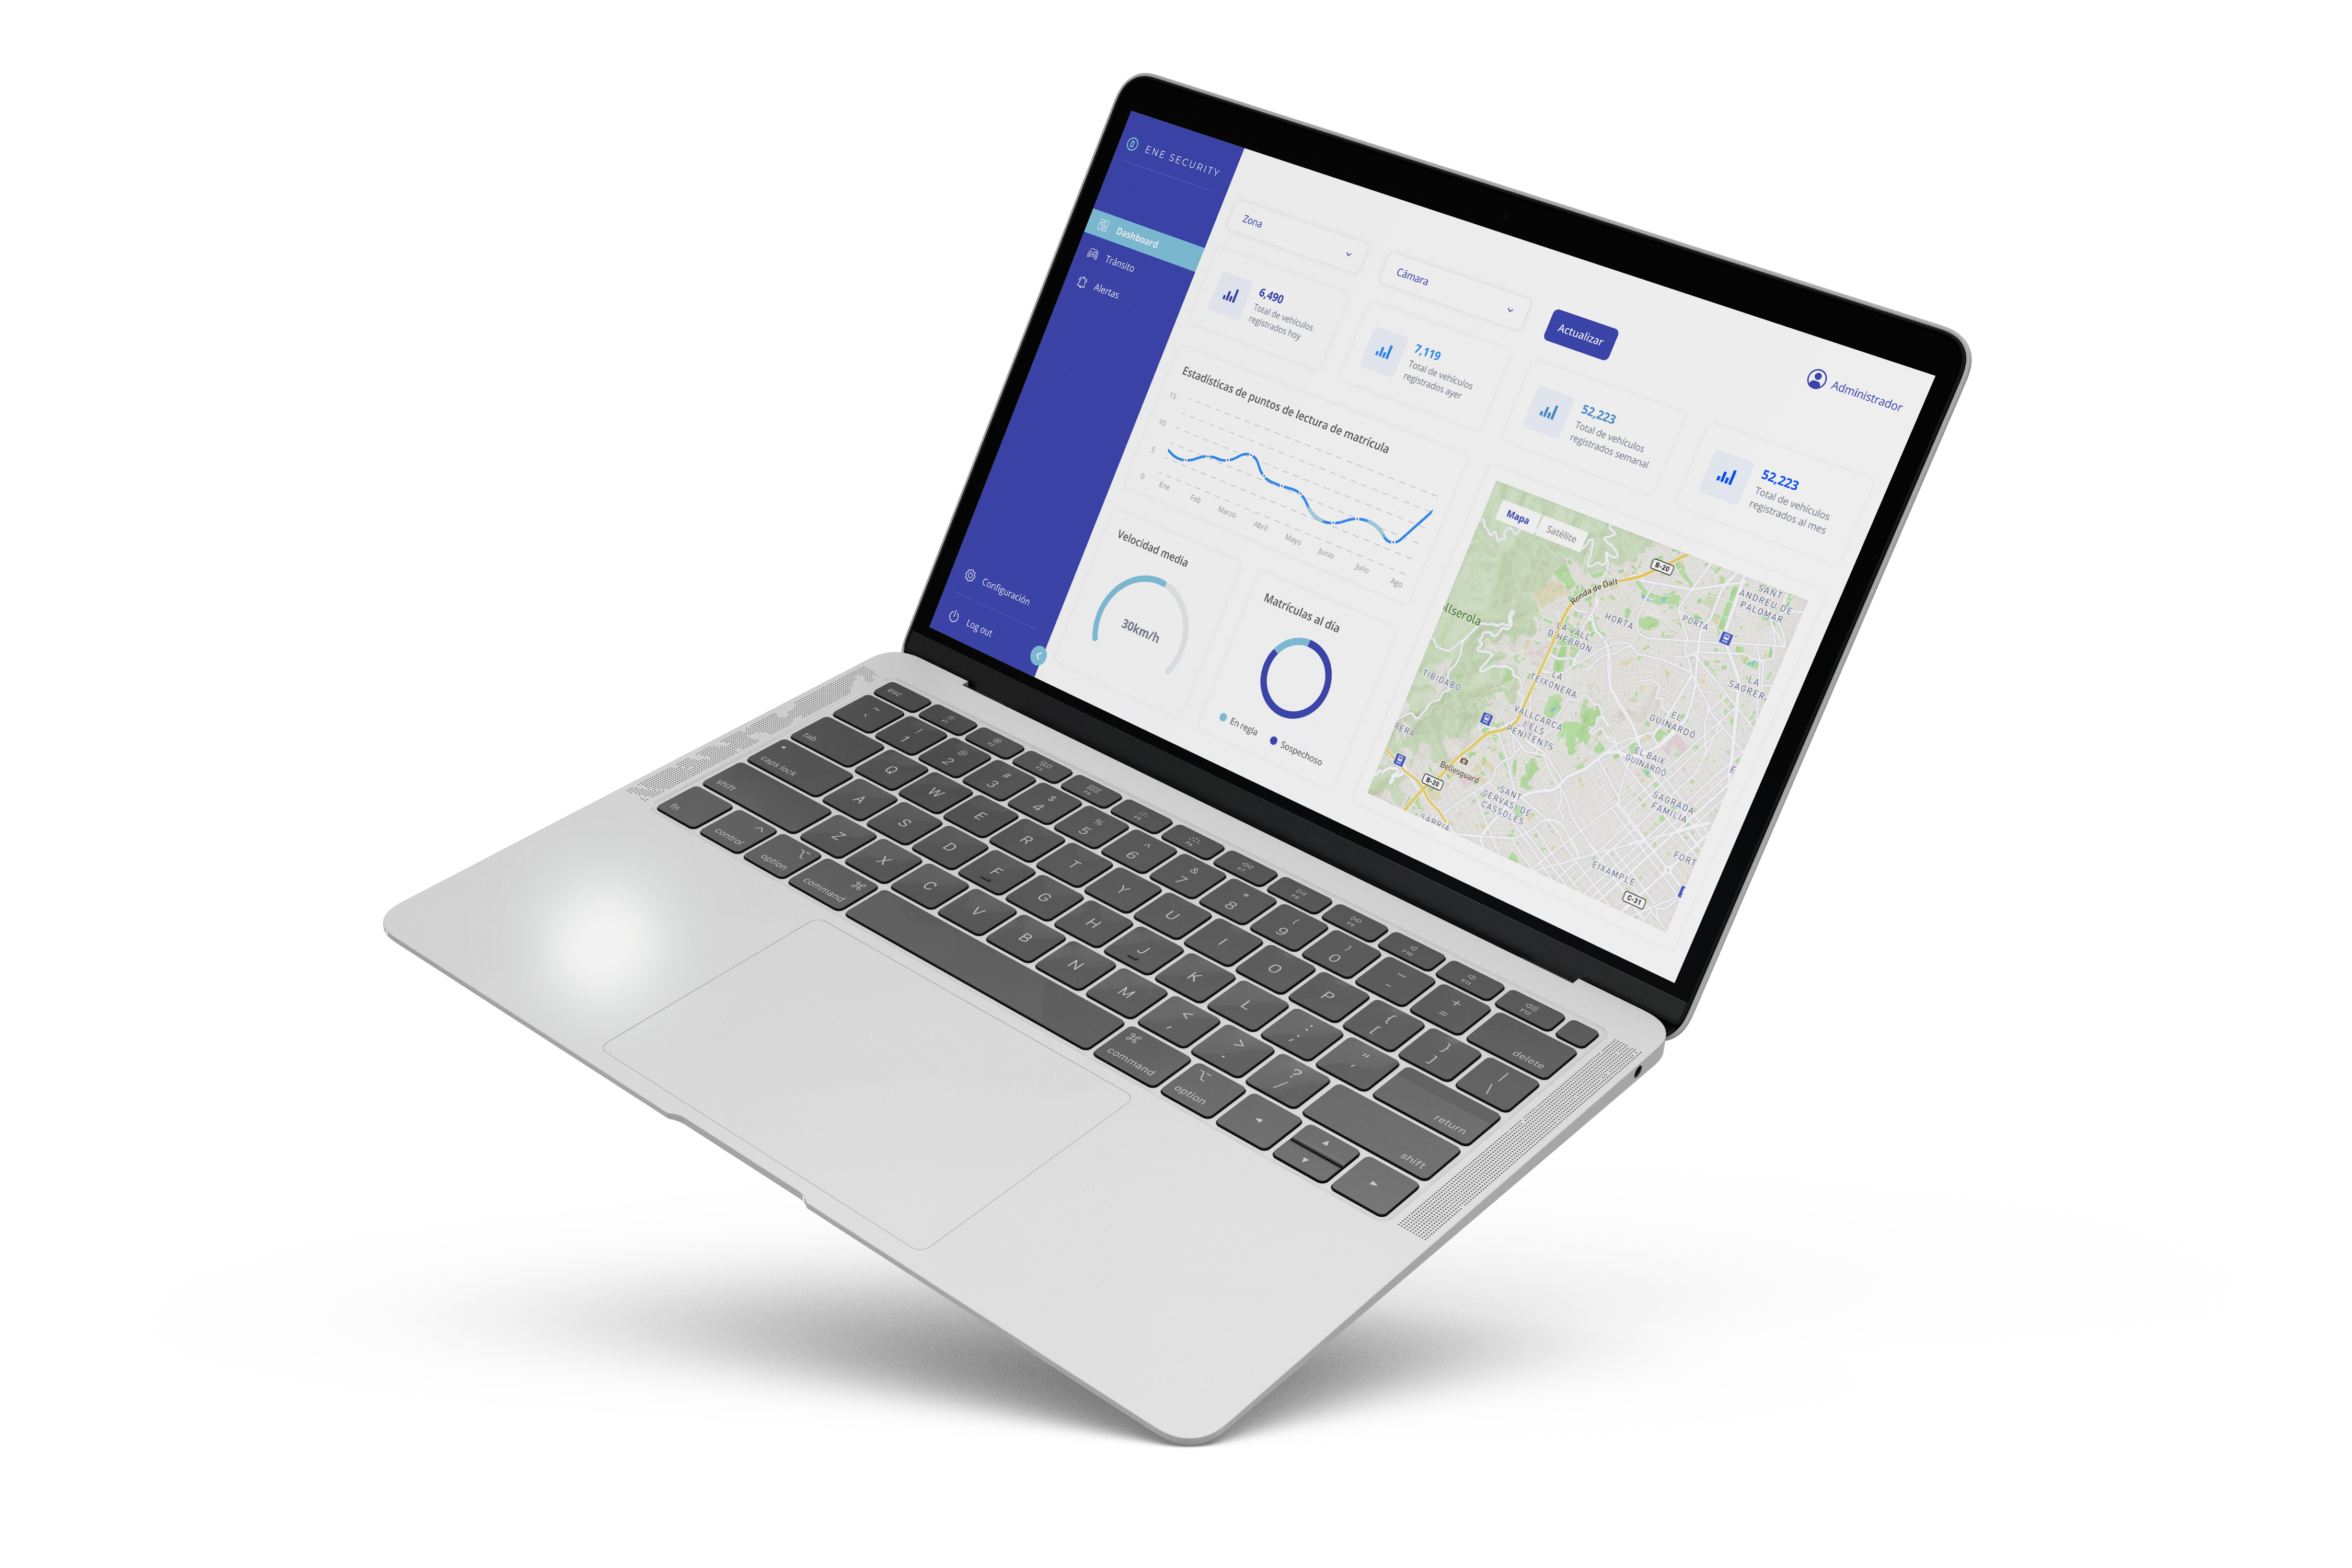 ENE SECURITY
Dashboard
Tránsito
Alertas
Configuración
Log out
Zona
Cámara
Actualizar
Administrador
6,490
Total de vehículos
registrados hoy
7,119
Total de vehículos
registrados ayer
52,223
Total de vehículos
registrados semanal
52,223
Total de vehículos
registrados al mes
Estadísticas de puntos de lectura de matrícula
15
10
5
0
Ene Feb Marzo Abril Mayo Junio Julio Ago
Velocidad media
30km/h
Matrículas al día
En regla Sospechoso
Mapa Satélite
B-20
Ronda de Dalt
llserola
SANT
ANDREU DE
PALOMAR
HORTA
PORTA
LA VALL
D'HEBRON
LA
TEIXONERA
LA
SAGRER
TIBIDABO
VALLCARCA
I ELS
PENITENTS
EL
GUINARDÓ
EL BAIX
GUINARDÓ
RERA
Bellesguard
B-20
SANT
GERVASI DE
CASSOLES
SAGRADA
FAMÍLIA
SARRIÀ
FORT
EIXAMPLE
C-31
esc
~ ` ! 1 @ 2 # 3 $ 4 % 5 ^ 6 & 7 * 8 ( 9 ) 0 _ - + = delete
tab Q W E R T Y U I O P { [ } ] | \
caps lock A S D F G H J K L : ; " ' return
shift Z X C V B N M < , > . ? / shift
fn control option command command option